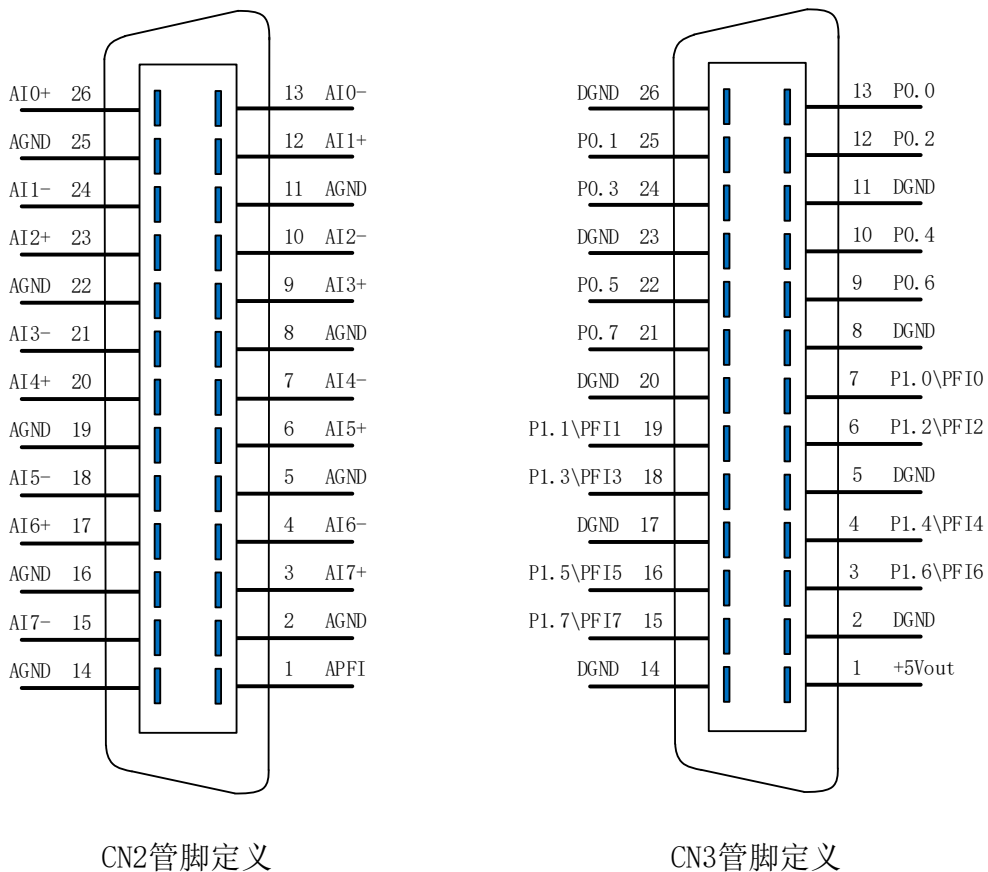 AI0+ 26 13 AI0-
AGND 25 12 AI1+
AI1- 24 11 AGND
AI2+ 23 10 AI2-
AGND 22 9 AI3+
AI3- 21 8 AGND
AI4+ 20 7 AI4-
AGND 19 6 AI5+
AI5- 18 5 AGND
AI6+ 17 4 AI6-
AGND 16 3 AI7+
AI7- 15 2 AGND
AGND 14 1 APFI
CN2管脚定义
DGND 26 13 P0.0
P0.1 25 12 P0.2
P0.3 24 11 DGND
DGND 23 10 P0.4
P0.5 22 9 P0.6
P0.7 21 8 DGND
DGND 20 7 P1.0\PFI0
P1.1\PFI1 19 6 P1.2\PFI2
P1.3\PFI3 18 5 DGND
DGND 17 4 P1.4\PFI4
P1.5\PFI5 16 3 P1.6\PFI6
P1.7\PFI7 15 2 DGND
DGND 14 1 +5Vout
CN3管脚定义